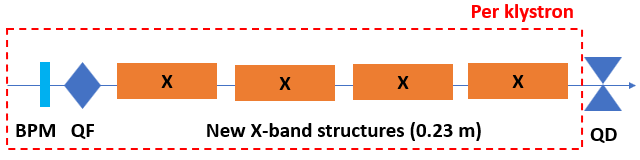 Per klystron
X X X X
BPM QF New X-band structures (0.23 m) QD